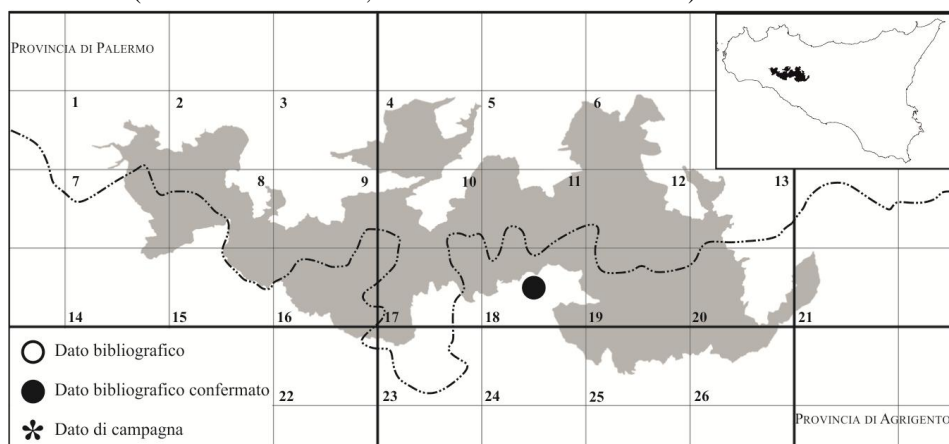 PROVINCIA DI PALERMO
1 2 3 4 5 6
7 8 9 10 11 12 13
14 15 16 17 18 19 20 21
Dato bibliografico
Dato bibliografico confermato
22 23 24 25 26
Dato di campagna
PROVINCIA DI AGRIGENTO